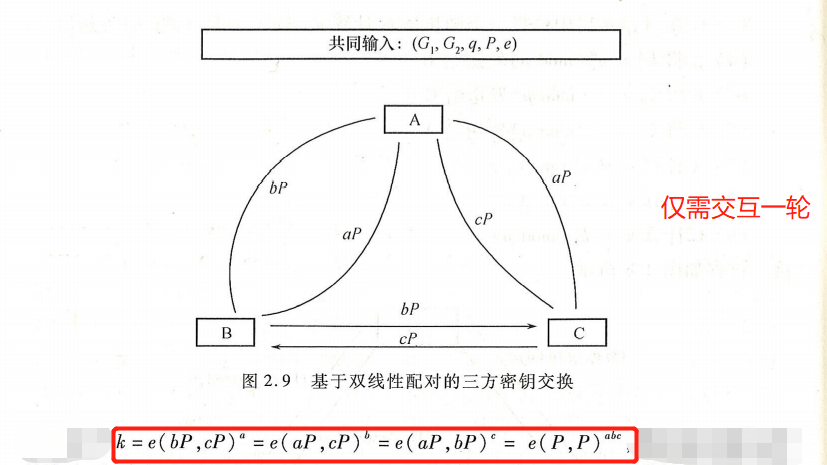 共同输入：(G₁, G₂, q, P, e)
A
bP
aP
cP
aP
仅需交互一轮
bP
B
C
cP
图 2.9 基于双线性配对的三方密钥交换
k = e(bP,cP)ᵃ = e(aP,cP)ᵇ = e(aP,bP)ᶜ = e(P,P)ᵃᵇᶜ